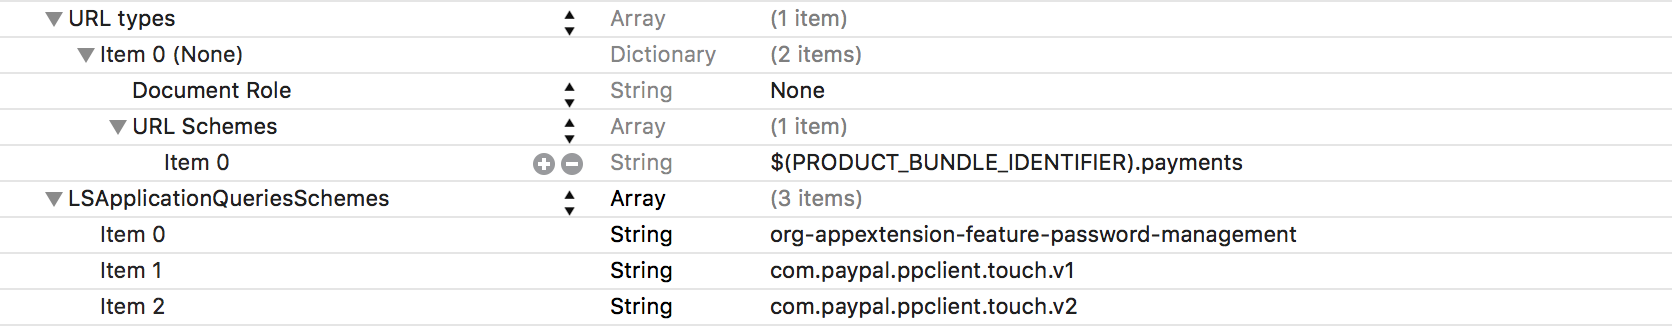 URL types Array (1 item)
Item 0 (None) Dictionary (2 items)
Document Role String None
URL Schemes Array (1 item)
Item 0 String $(PRODUCT_BUNDLE_IDENTIFIER).payments
LSApplicationQueriesSchemes Array (3 items)
Item 0 String org-appextension-feature-password-management
Item 1 String com.paypal.ppclient.touch.v1
Item 2 String com.paypal.ppclient.touch.v2